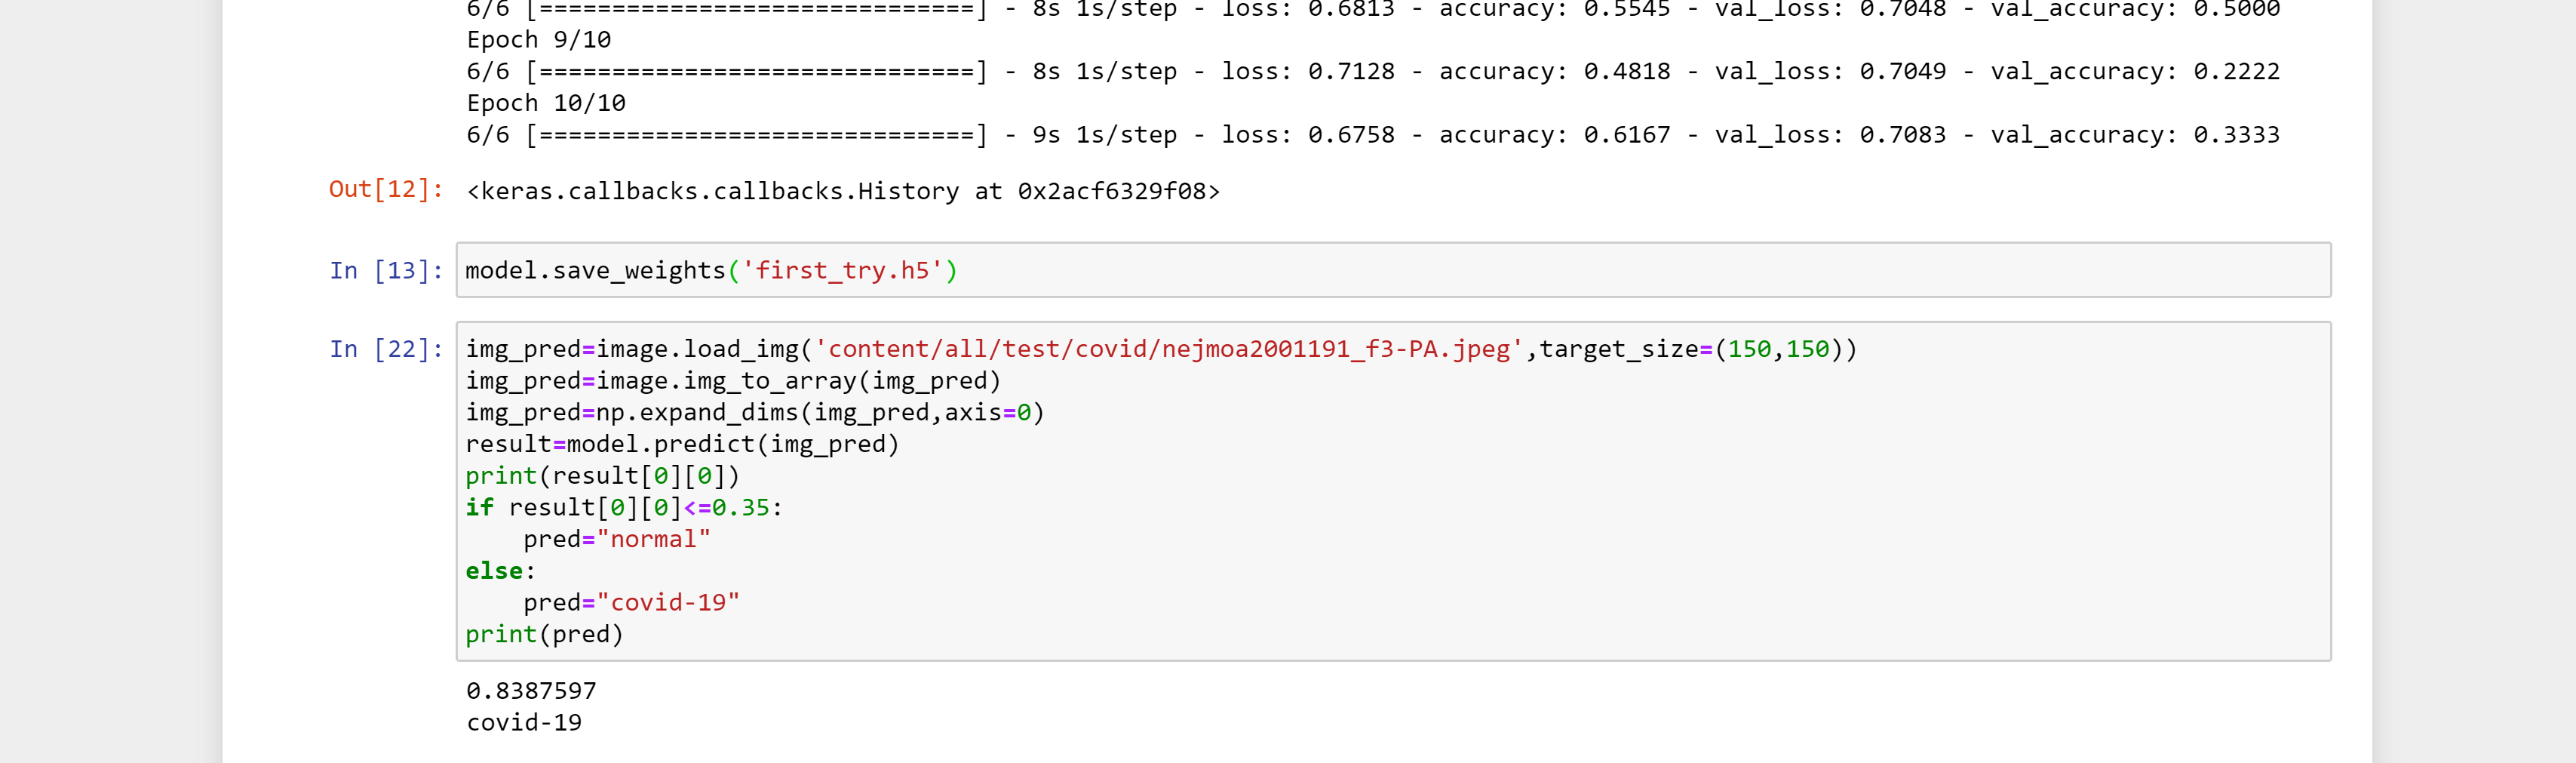 6/6 [==============================] - 8s 1s/step - loss: 0.6813 - accuracy: 0.5545 - val_loss: 0.7048 - val_accuracy: 0.5000
Epoch 9/10
6/6 [==============================] - 8s 1s/step - loss: 0.7128 - accuracy: 0.4818 - val_loss: 0.7049 - val_accuracy: 0.2222
Epoch 10/10
6/6 [==============================] - 9s 1s/step - loss: 0.6758 - accuracy: 0.6167 - val_loss: 0.7083 - val_accuracy: 0.3333
Out[12]: <keras.callbacks.callbacks.History at 0x2acf6329f08>
In [13]: model.save_weights('first_try.h5')
In [22]: img_pred=image.load_img('content/all/test/covid/nejmoa2001191_f3-PA.jpeg',target_size=(150,150))
img_pred=image.img_to_array(img_pred)
img_pred=np.expand_dims(img_pred,axis=0)
result=model.predict(img_pred)
print(result[0][0])
if result[0][0]<=0.35:
    pred="normal"
else:
    pred="covid-19"
print(pred)
0.8387597
covid-19